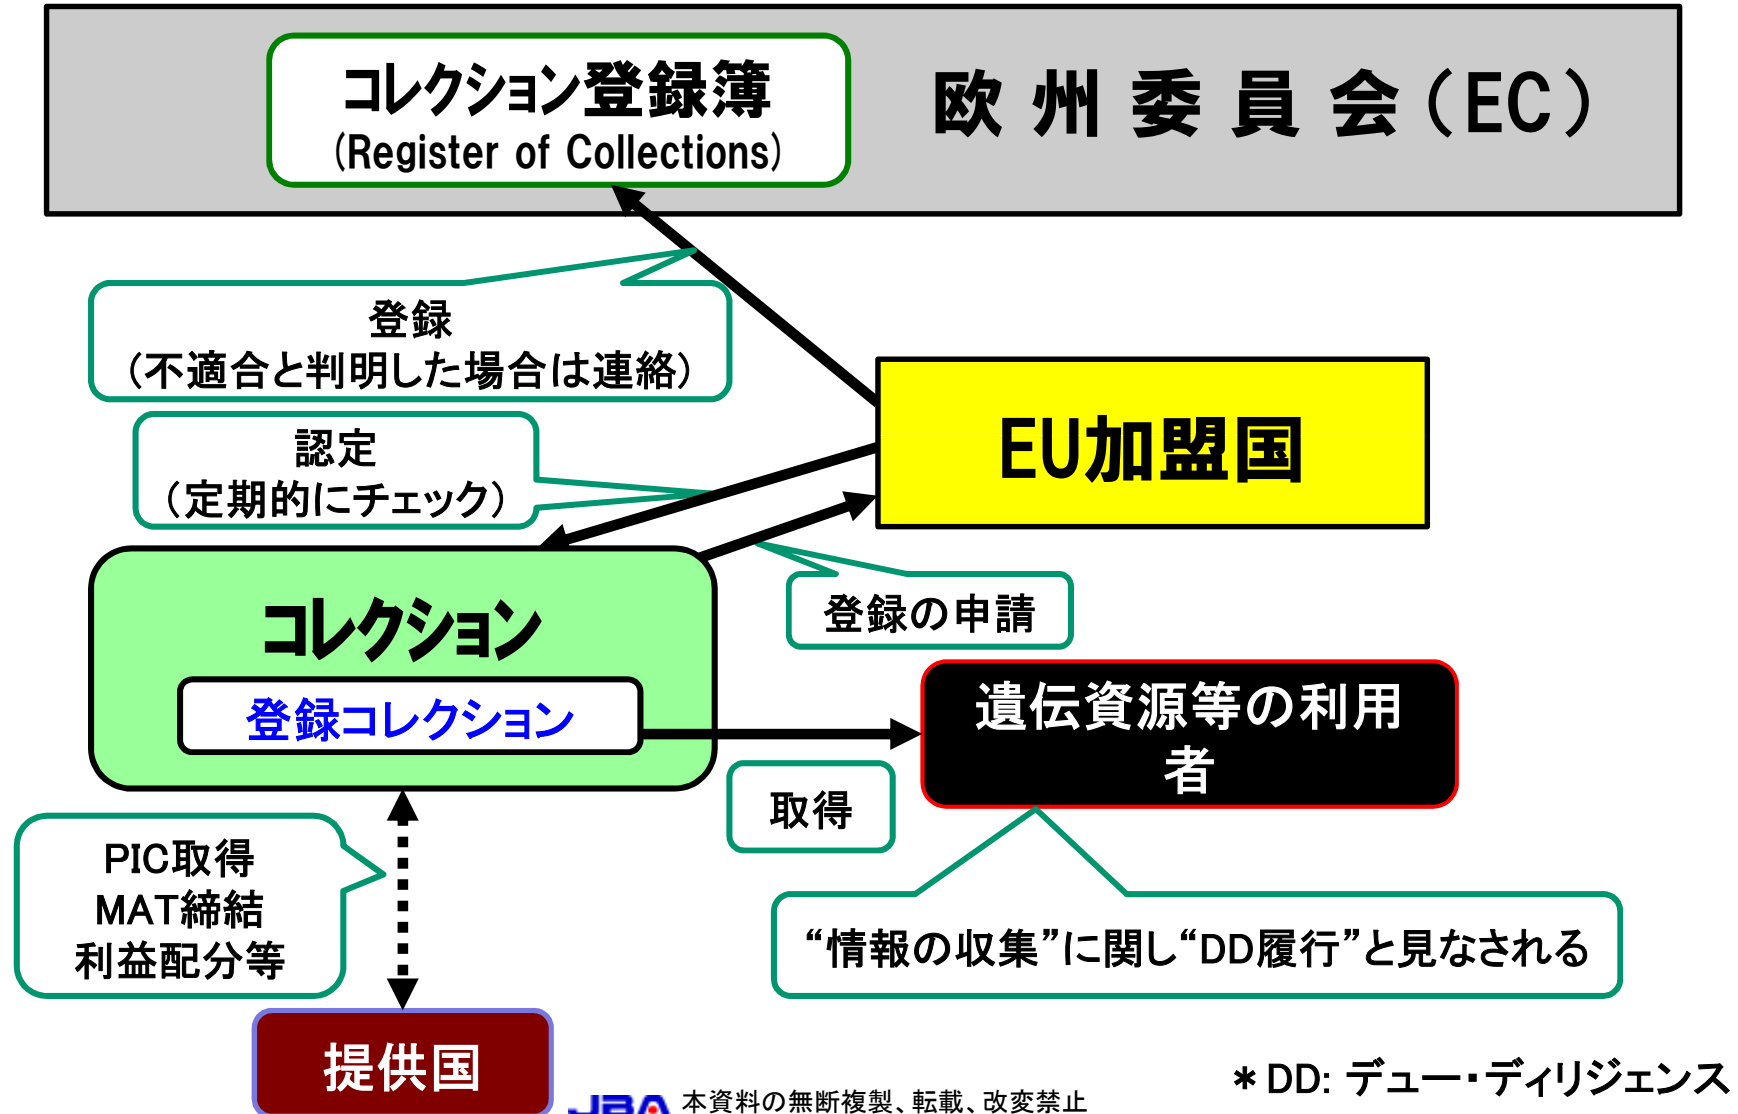 コレクション登録簿
(Register of Collections)
欧州委員会（EC）
登録
（不適合と判明した場合は連絡）
認定
（定期的にチェック）
EU加盟国
コレクション
登録コレクション
登録の申請
遺伝資源等の利用
者
取得
PIC取得
MAT締結
利益配分等
“情報の収集”に関し“DD履行”と見なされる
提供国
＊DD: デュー・ディリジェンス
JBA 本資料の無断複製、転載、改変禁止